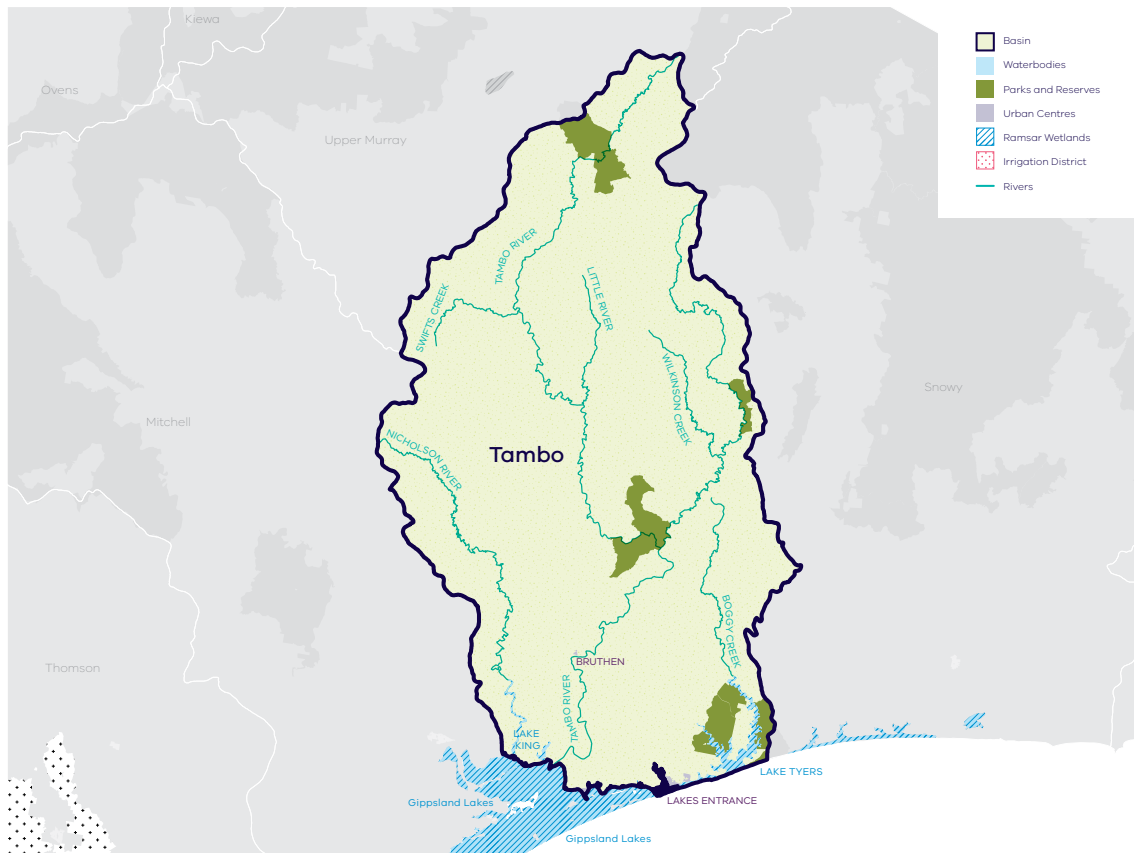 Kiewa
Ovens
Upper Murray
Basin
Waterbodies
Parks and Reserves
Urban Centres
Ramsar Wetlands
Irrigation District
Rivers
TAMBO RIVER
LITTLE RIVER
SWIFTS CREEK
WILKINSON CREEK
Snowy
Mitchell
NICHOLSON RIVER
Tambo
BOGGY CREEK
BRUTHEN
Thomson
TAMBO RIVER
LAKE
KING
LAKE TYERS
Gippsland Lakes
LAKES ENTRANCE
Gippsland Lakes